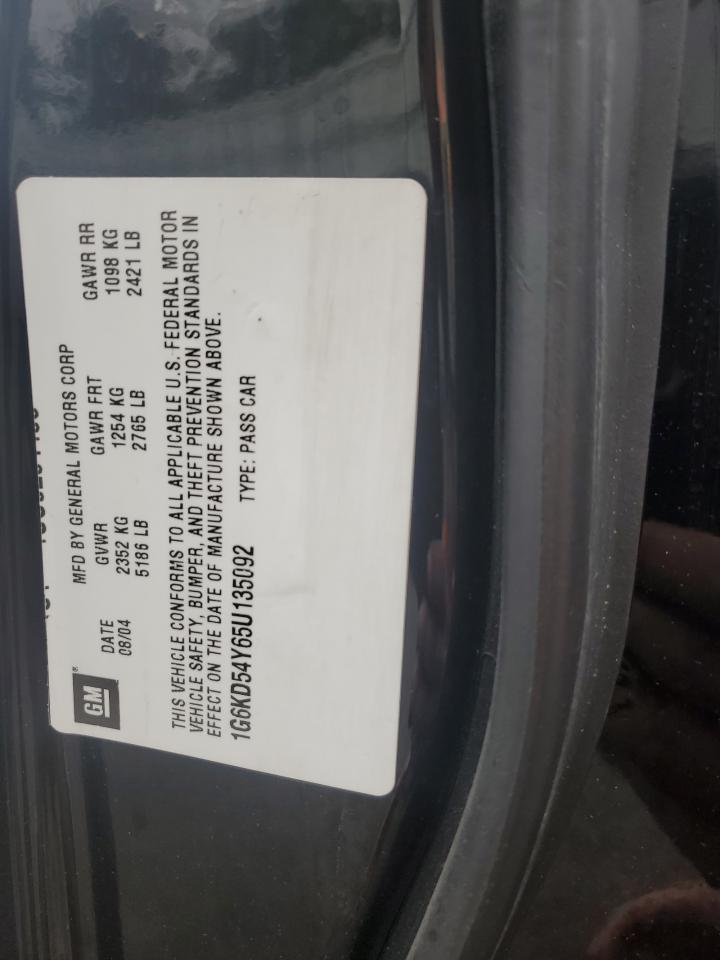 MFD BY GENERAL MOTORS CORP
DATE GVWR GAWR FRT GAWR RR
08/04 2352 KG 1254 KG 1098 KG
5186 LB 2765 LB 2421 LB
GM®
THIS VEHICLE CONFORMS TO ALL APPLICABLE U.S. FEDERAL MOTOR
VEHICLE SAFETY, BUMPER, AND THEFT PREVENTION STANDARDS IN
EFFECT ON THE DATE OF MANUFACTURE SHOWN ABOVE.
1G6KD54Y65U135092 TYPE: PASS CAR